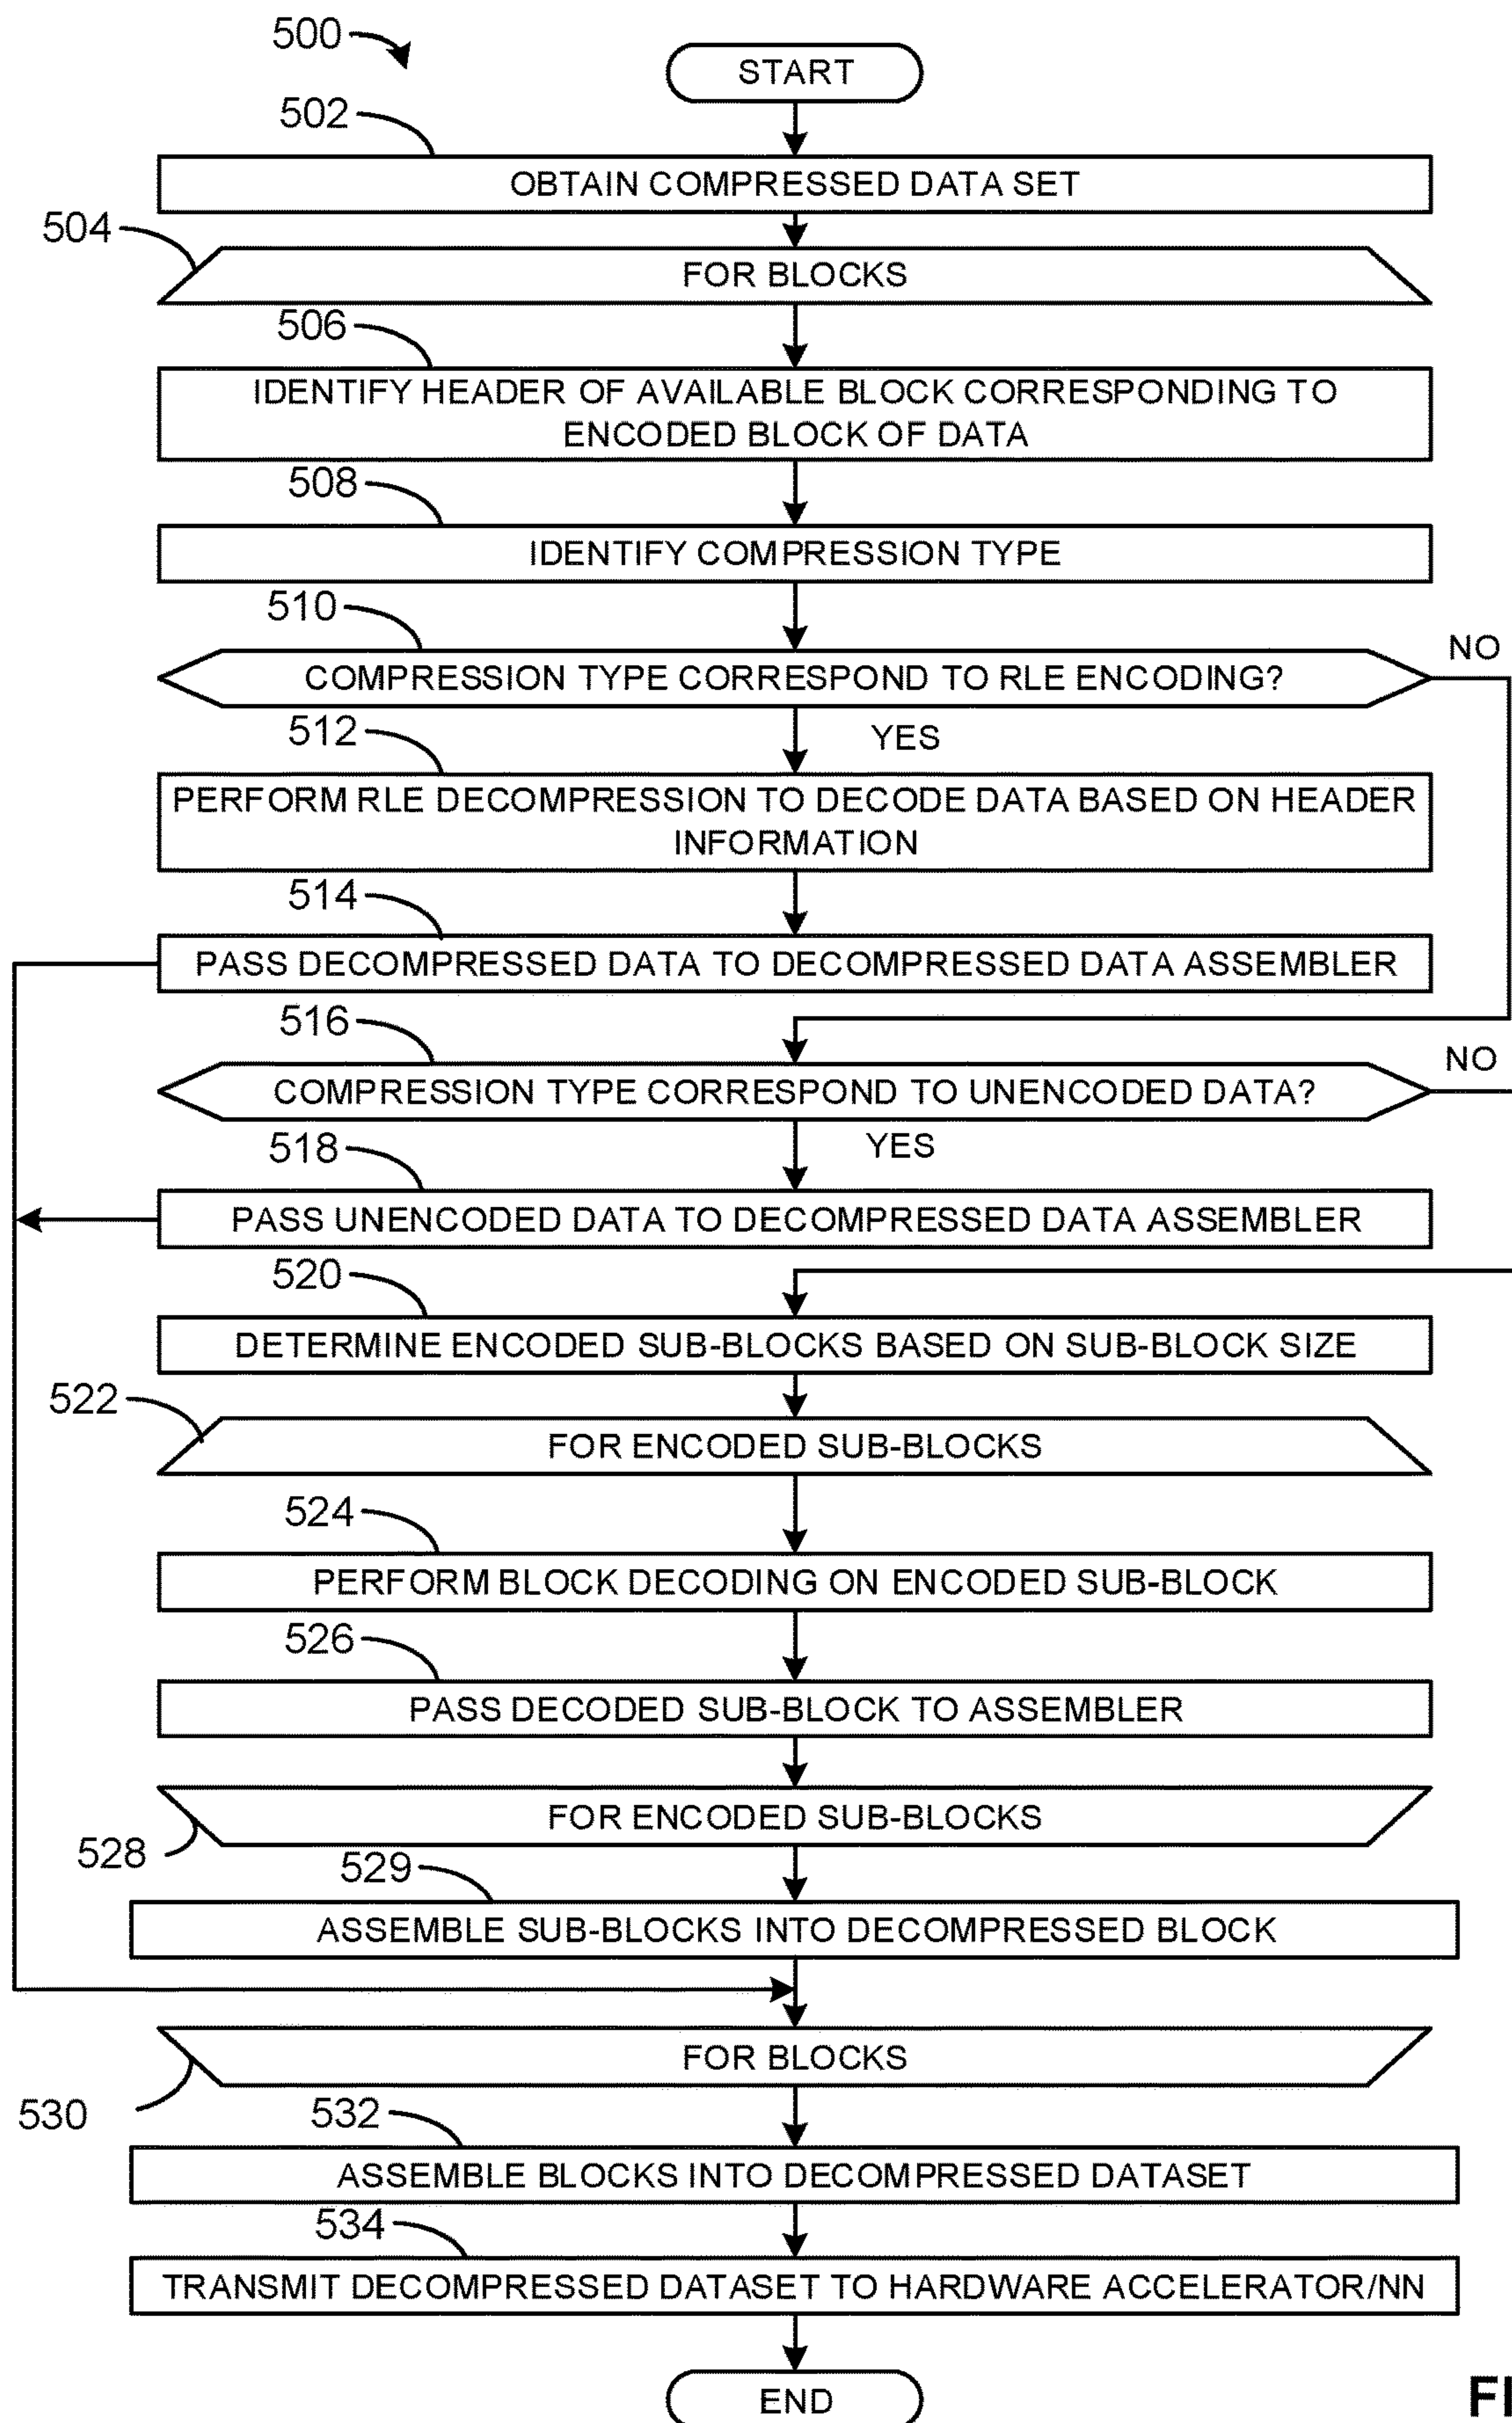 500
START
502
OBTAIN COMPRESSED DATA SET
504
FOR BLOCKS
506
IDENTIFY HEADER OF AVAILABLE BLOCK CORRESPONDING TO
ENCODED BLOCK OF DATA
508
IDENTIFY COMPRESSION TYPE
510
COMPRESSION TYPE CORRESPOND TO RLE ENCODING?
NO
YES
512
PERFORM RLE DECOMPRESSION TO DECODE DATA BASED ON HEADER
INFORMATION
514
PASS DECOMPRESSED DATA TO DECOMPRESSED DATA ASSEMBLER
516
COMPRESSION TYPE CORRESPOND TO UNENCODED DATA?
NO
YES
518
PASS UNENCODED DATA TO DECOMPRESSED DATA ASSEMBLER
520
DETERMINE ENCODED SUB-BLOCKS BASED ON SUB-BLOCK SIZE
522
FOR ENCODED SUB-BLOCKS
524
PERFORM BLOCK DECODING ON ENCODED SUB-BLOCK
526
PASS DECODED SUB-BLOCK TO ASSEMBLER
FOR ENCODED SUB-BLOCKS
528
529
ASSEMBLE SUB-BLOCKS INTO DECOMPRESSED BLOCK
FOR BLOCKS
530
532
ASSEMBLE BLOCKS INTO DECOMPRESSED DATASET
534
TRANSMIT DECOMPRESSED DATASET TO HARDWARE ACCELERATOR/NN
END